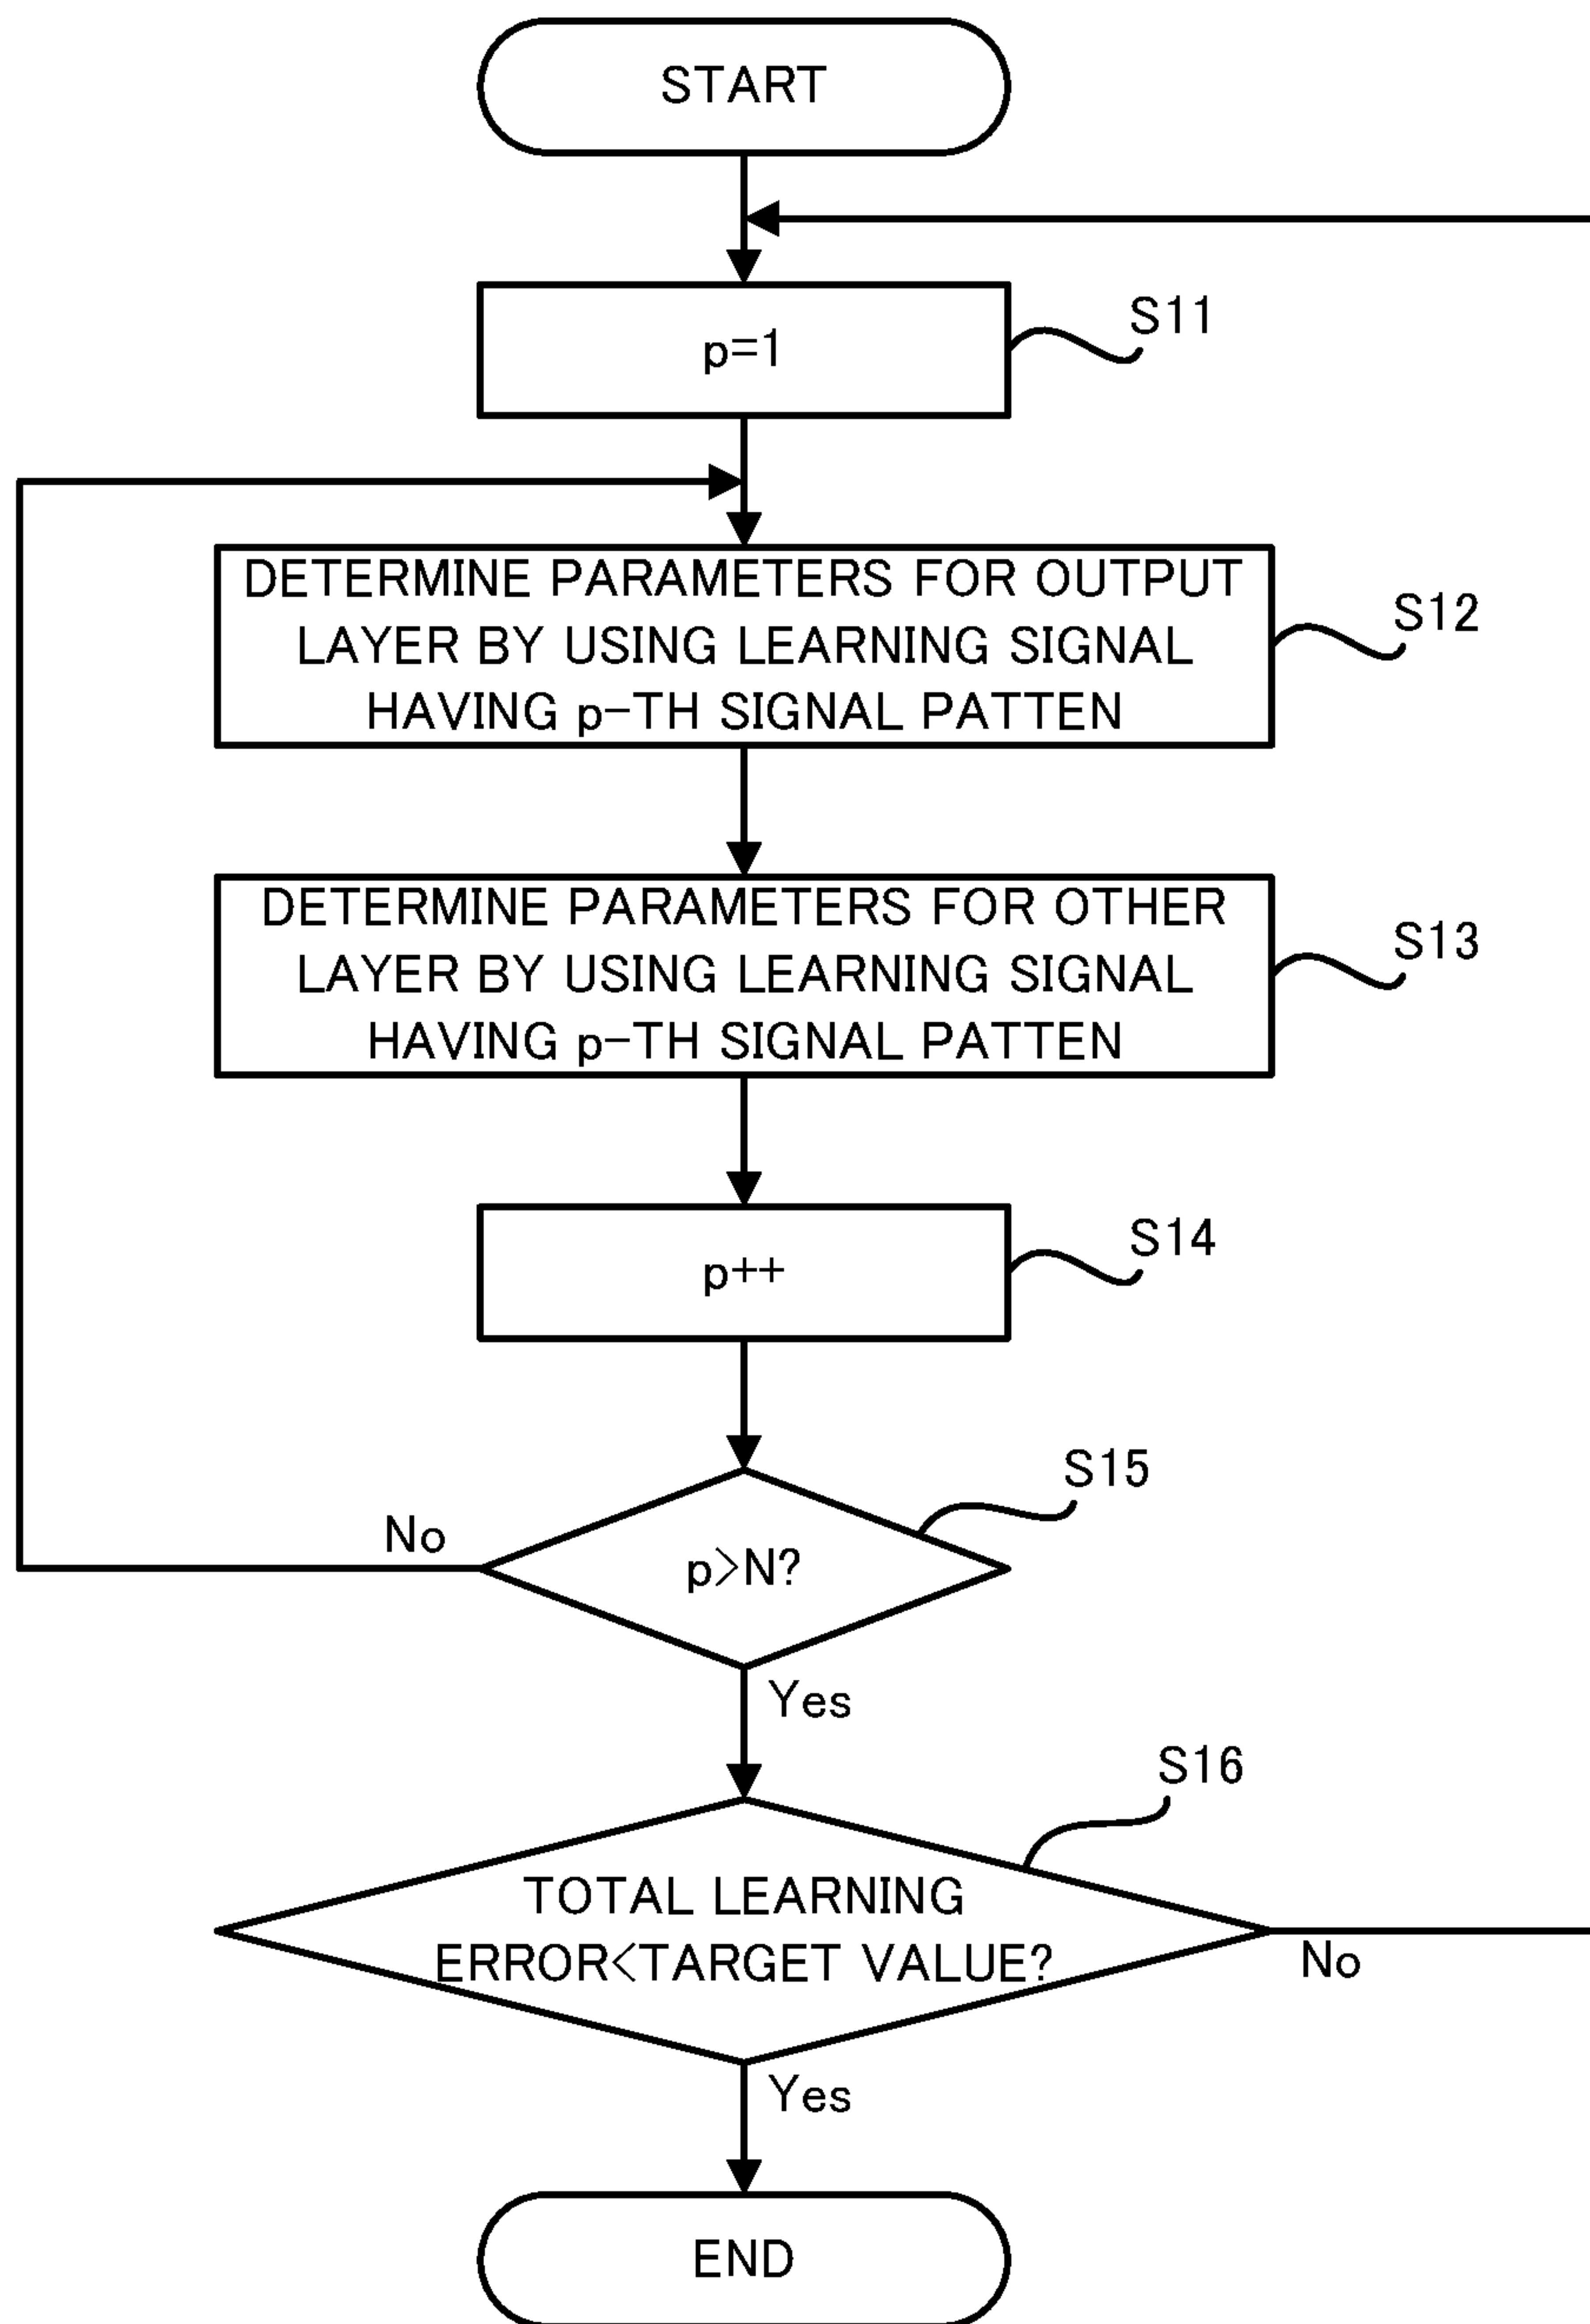 START
p=1
S11
DETERMINE PARAMETERS FOR OUTPUT
LAYER BY USING LEARNING SIGNAL
HAVING p-TH SIGNAL PATTEN
S12
DETERMINE PARAMETERS FOR OTHER
LAYER BY USING LEARNING SIGNAL
HAVING p-TH SIGNAL PATTEN
S13
p++
S14
S15
No
p>N?
Yes
S16
TOTAL LEARNING
ERROR<TARGET VALUE?
No
Yes
END